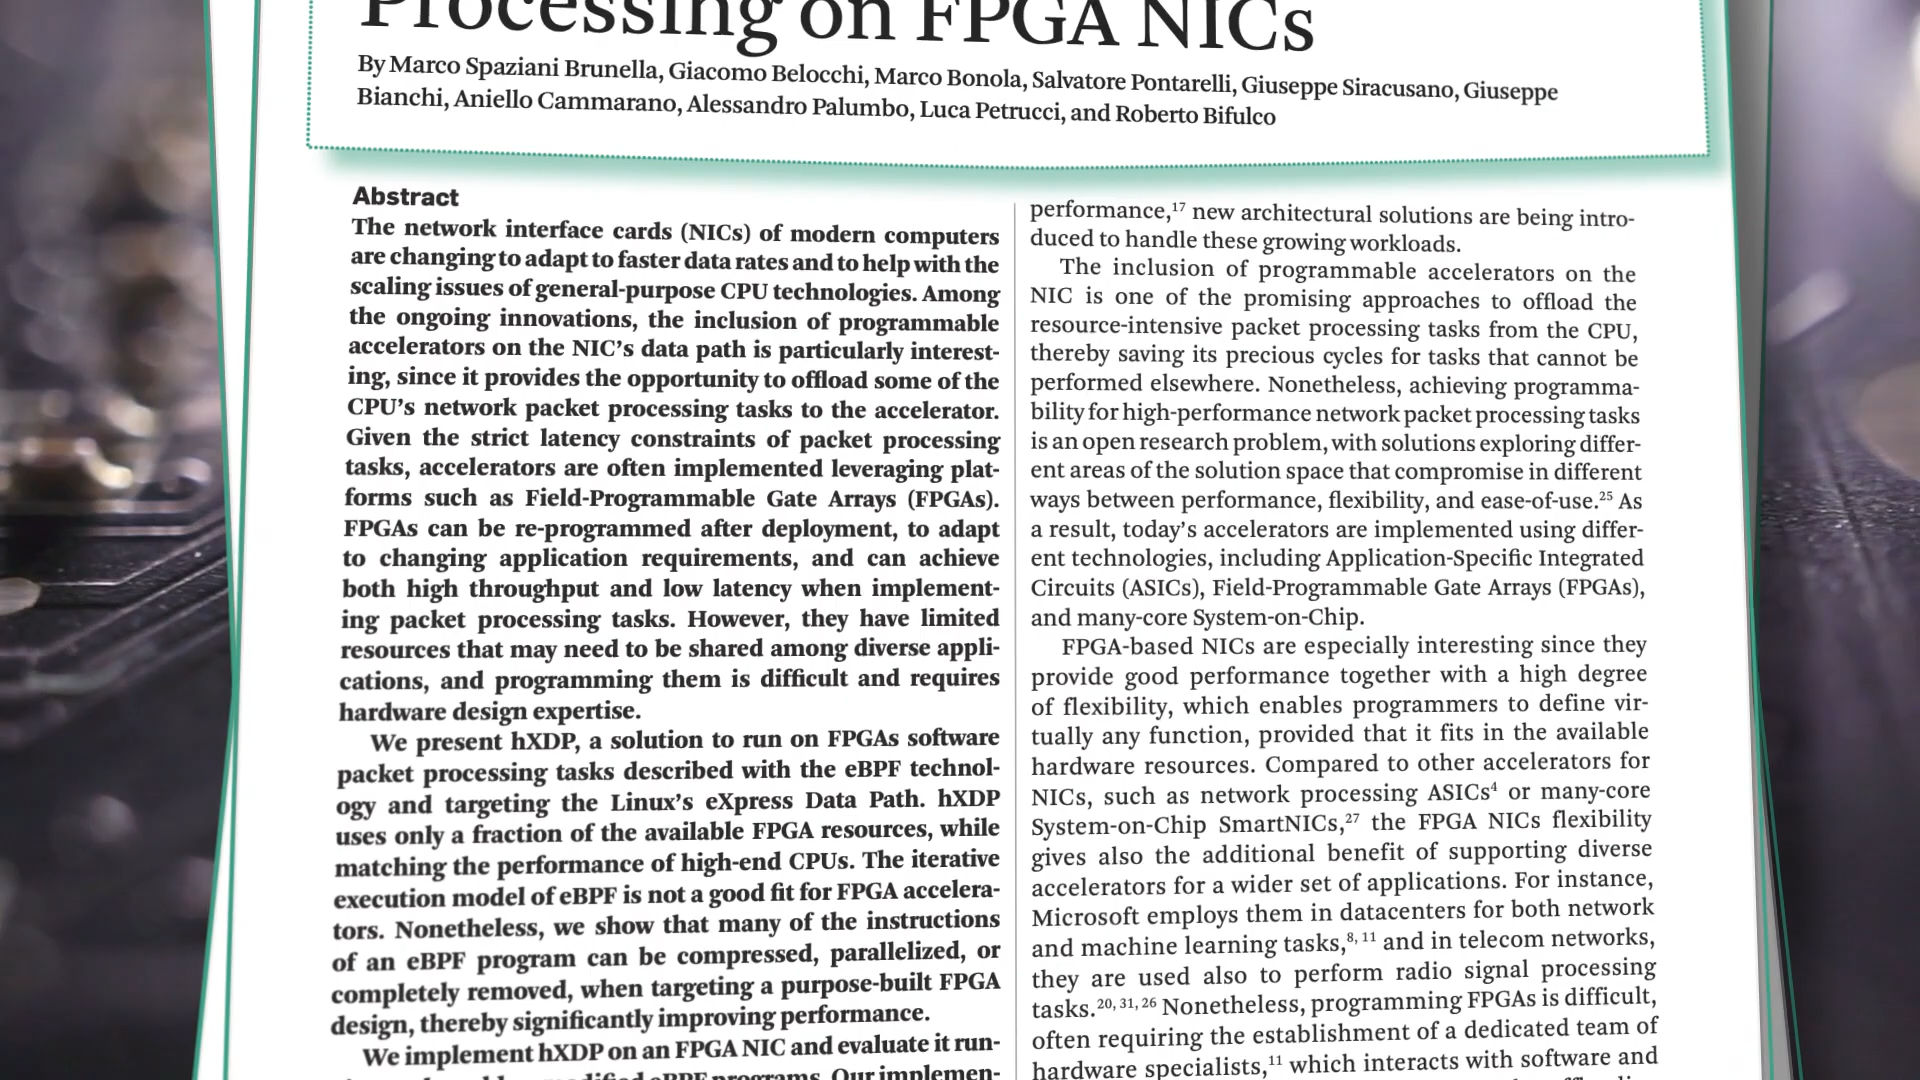 Processing on FPGA NICs
By Marco Spaziani Brunella, Giacomo Belocchi, Marco Bonola, Salvatore Pontarelli, Giuseppe Siracusano, Giuseppe
Bianchi, Aniello Cammarano, Alessandro Palumbo, Luca Petrucci, and Roberto Bifulco
Abstract
The network interface cards (NICs) of modern computers
are changing to adapt to faster data rates and to help with the
scaling issues of general-purpose CPU technologies. Among
the ongoing innovations, the inclusion of programmable
accelerators on the NIC’s data path is particularly interest-
ing, since it provides the opportunity to offload some of the
CPU’s network packet processing tasks to the accelerator.
Given the strict latency constraints of packet processing
tasks, accelerators are often implemented leveraging plat-
forms such as Field-Programmable Gate Arrays (FPGAs).
FPGAs can be re-programmed after deployment, to adapt
to changing application requirements, and can achieve
both high throughput and low latency when implement-
ing packet processing tasks. However, they have limited
resources that may need to be shared among diverse appli-
cations, and programming them is difficult and requires
hardware design expertise.
We present hXDP, a solution to run on FPGAs software
packet processing tasks described with the eBPF technol-
ogy and targeting the Linux’s eXpress Data Path. hXDP
uses only a fraction of the available FPGA resources, while
matching the performance of high-end CPUs. The iterative
execution model of eBPF is not a good fit for FPGA accelera-
tors. Nonetheless, we show that many of the instructions
of an eBPF program can be compressed, parallelized, or
completely removed, when targeting a purpose-built FPGA
design, thereby significantly improving performance.
We implement hXDP on an FPGA NIC and evaluate it run-
eBPF programs. Our implemen-
performance,17 new architectural solutions are being intro-
duced to handle these growing workloads.
The inclusion of programmable accelerators on the
NIC is one of the promising approaches to offload the
resource-intensive packet processing tasks from the CPU,
thereby saving its precious cycles for tasks that cannot be
performed elsewhere. Nonetheless, achieving programma-
bility for high-performance network packet processing tasks
is an open research problem, with solutions exploring differ-
ent areas of the solution space that compromise in different
ways between performance, flexibility, and ease-of-use.25 As
a result, today’s accelerators are implemented using differ-
ent technologies, including Application-Specific Integrated
Circuits (ASICs), Field-Programmable Gate Arrays (FPGAs),
and many-core System-on-Chip.
FPGA-based NICs are especially interesting since they
provide good performance together with a high degree
of flexibility, which enables programmers to define vir-
tually any function, provided that it fits in the available
hardware resources. Compared to other accelerators for
NICs, such as network processing ASICs4 or many-core
System-on-Chip SmartNICs,27 the FPGA NICs flexibility
gives also the additional benefit of supporting diverse
accelerators for a wider set of applications. For instance,
Microsoft employs them in datacenters for both network
and machine learning tasks,8, 11 and in telecom networks,
they are used also to perform radio signal processing
tasks.20, 31, 26 Nonetheless, programming FPGAs is difficult,
often requiring the establishment of a dedicated team of
hardware specialists,11 which interacts with software and